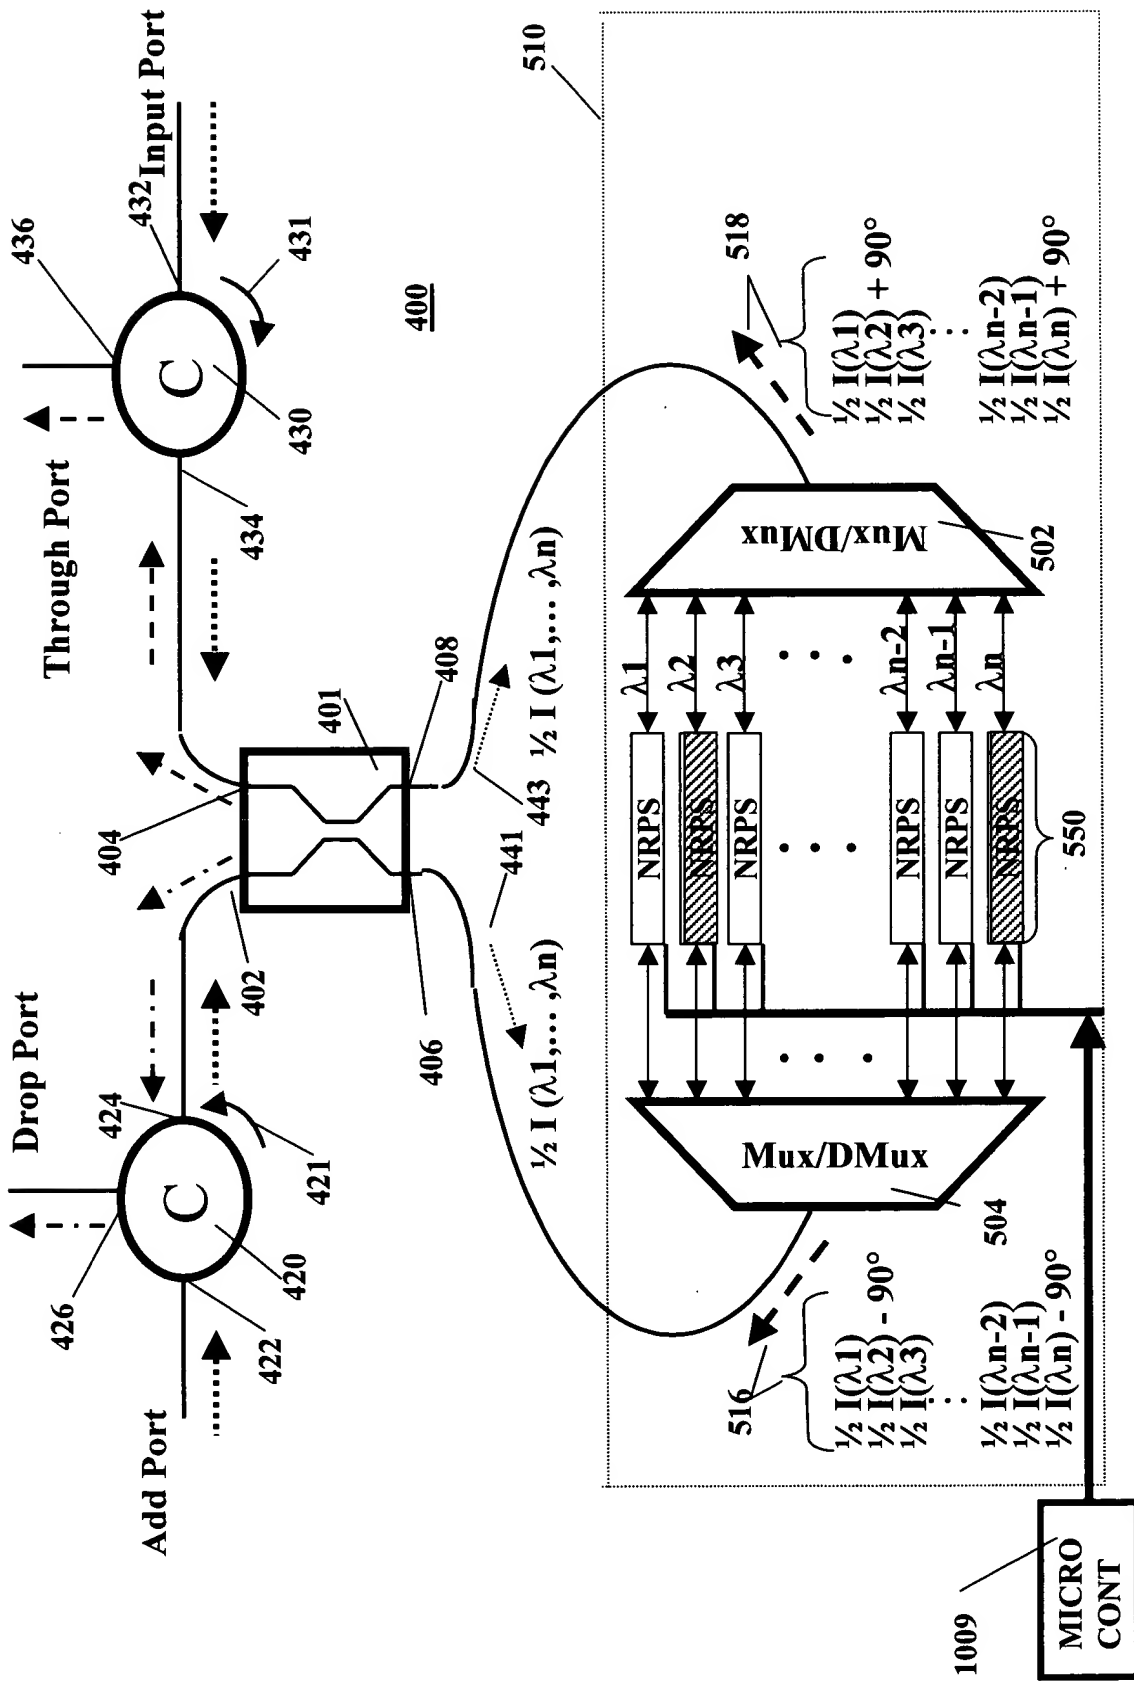 Add Port
Drop Port
Through Port
Input Port
426
422
420
C
421
424
402
436
432
431
430
C
434
400
404
401
406
408
441
443
½ I (λ1,... ,λn)
½ I (λ1,... ,λn)
510
516
518
½ I(λ1)
½ I(λ2) - 90°
½ I(λ3)
...
½ I(λn-2)
½ I(λn-1)
½ I(λn) - 90°
½ I(λ1)
½ I(λ2) + 90°
½ I(λ3)
...
½ I(λn-2)
½ I(λn-1)
½ I(λn) + 90°
Mux/DMux
504
Mux/DMux
502
NRPS λ1
NRPS λ2
NRPS λ3
NRPS λn-2
NRPS λn-1
NRPS λn
550
1009
MICRO
CONT